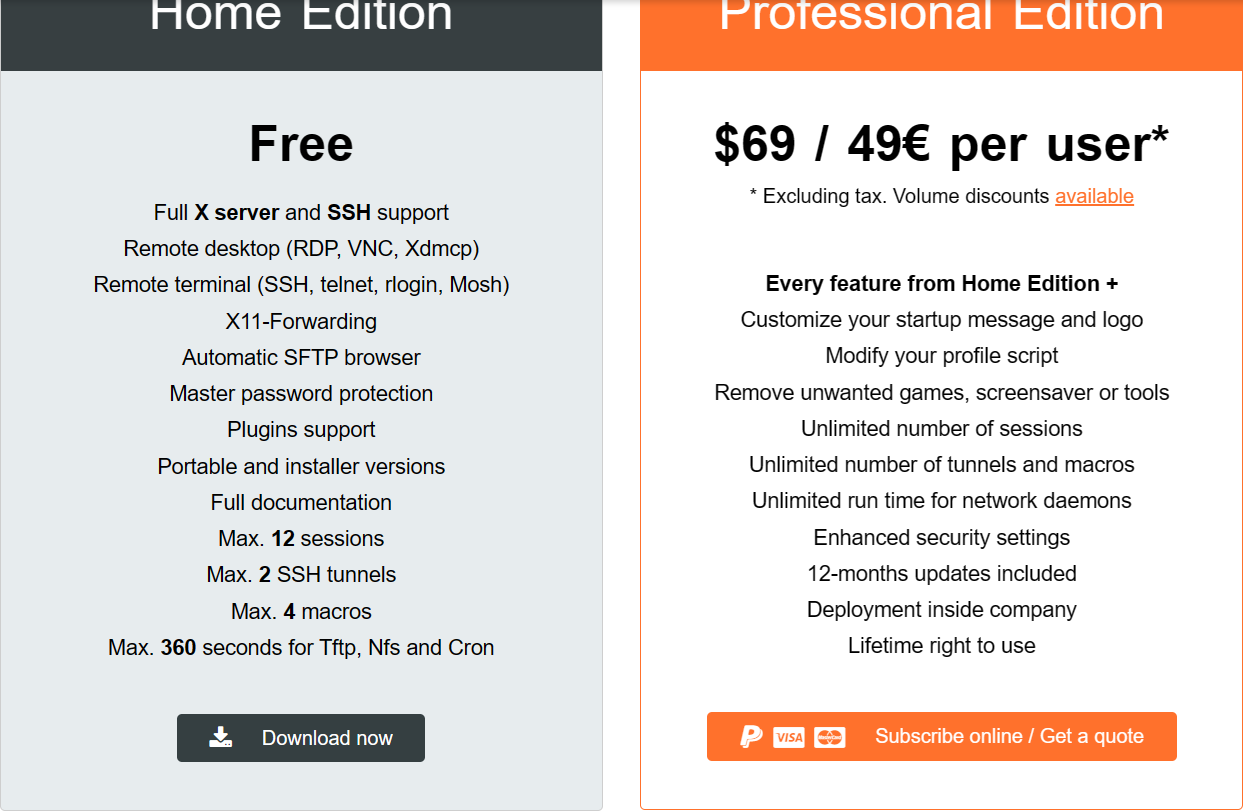 Home Edition
Free
Full X server and SSH support
Remote desktop (RDP, VNC, Xdmcp)
Remote terminal (SSH, telnet, rlogin, Mosh)
X11-Forwarding
Automatic SFTP browser
Master password protection
Plugins support
Portable and installer versions
Full documentation
Max. 12 sessions
Max. 2 SSH tunnels
Max. 4 macros
Max. 360 seconds for Tftp, Nfs and Cron
Download now
Professional Edition
$69 / 49€ per user*
* Excluding tax. Volume discounts available
Every feature from Home Edition +
Customize your startup message and logo
Modify your profile script
Remove unwanted games, screensaver or tools
Unlimited number of sessions
Unlimited number of tunnels and macros
Unlimited run time for network daemons
Enhanced security settings
12-months updates included
Deployment inside company
Lifetime right to use
VISA MasterCard Subscribe online / Get a quote